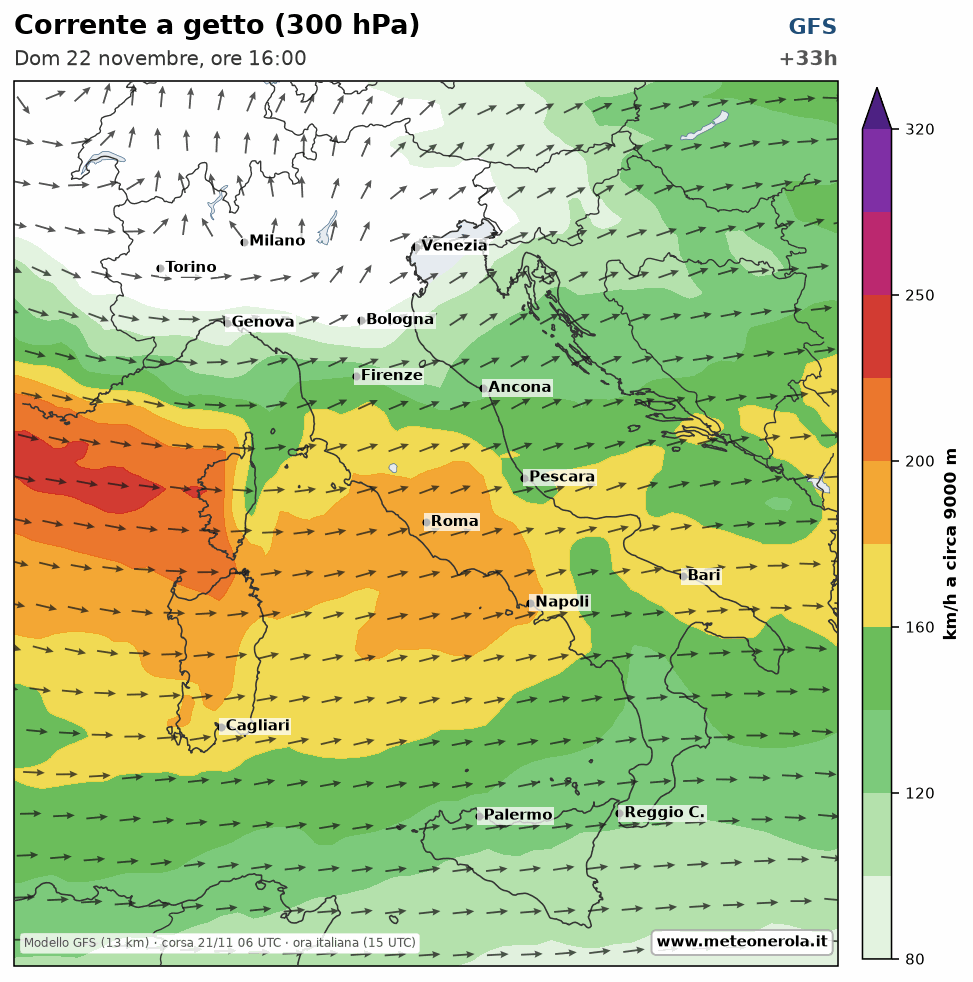 Corrente a getto (300 hPa)
GFS
Dom 22 novembre, ore 16:00
+33h
320
Milano
Venezia
Torino
250
Genova
Bologna
Firenze
Ancona
200
Pescara
Roma
km/h a circa 9000 m
Bari
Napoli
160
Cagliari
120
Palermo
Reggio C.
Modello GFS (13 km) · corsa 21/11 06 UTC · ora italiana (15 UTC)
www.meteonerola.it
80